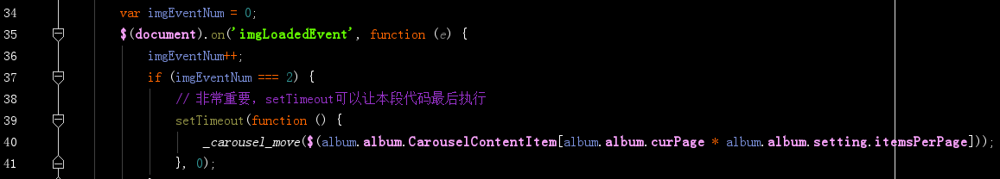 34 var imgEventNum = 0;
35 $(document).on('imgLoadedEvent', function (e) {
36 imgEventNum++;
37 if (imgEventNum === 2) {
38 // 非常重要，setTimeout可以让本段代码最后执行
39 setTimeout(function () {
40 _carousel_move($(album.album.CarouselContentItem[album.album.curPage * album.album.setting.itemsPerPage]));
41 }, 0);